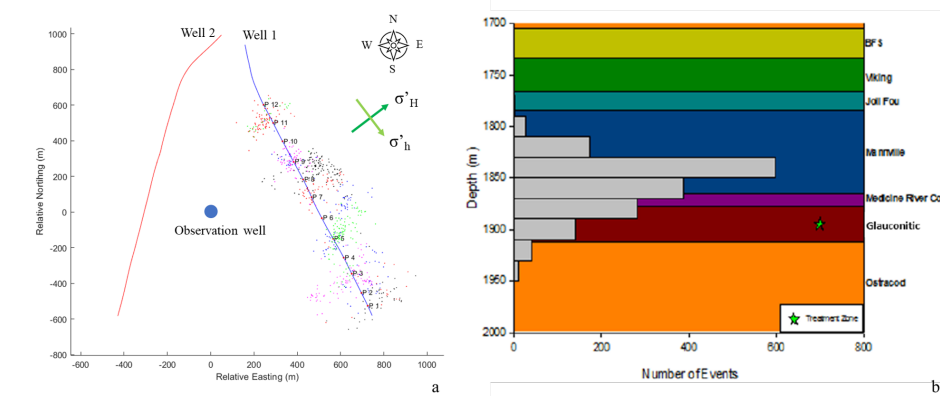 Well 2
Well 1
N
W
E
S
σ'H
σ'h
P 12
P 11
P 10
P 9
P 8
P 7
P 6
P 5
P 4
P 3
P 2
P 1
Observation well
Relative Northing (m)
1000
800
600
400
200
0
-200
-400
-600
-800
-600
-400
-200
0
200
400
600
800
1000
Relative Easting (m)
a
Depth (m)
1700
1750
1800
1850
1900
1950
2000
BFS
Viking
Joli Fou
Mannville
Medicine River Co
Glauconitic
Ostracod
Treatment Zone
0
200
400
600
800
Number of Events
b